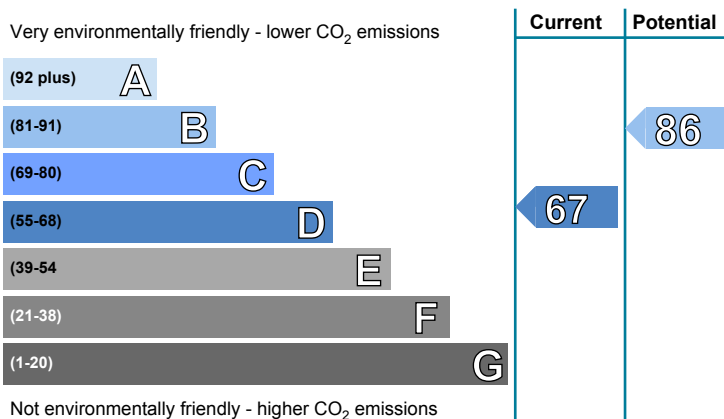 Current Potential
Very environmentally friendly - lower CO2 emissions
(92 plus) A
(81-91) B
86
(69-80) C
(55-68) D
67
(39-54 E
(21-38) F
(1-20) G
Not environmentally friendly - higher CO2 emissions